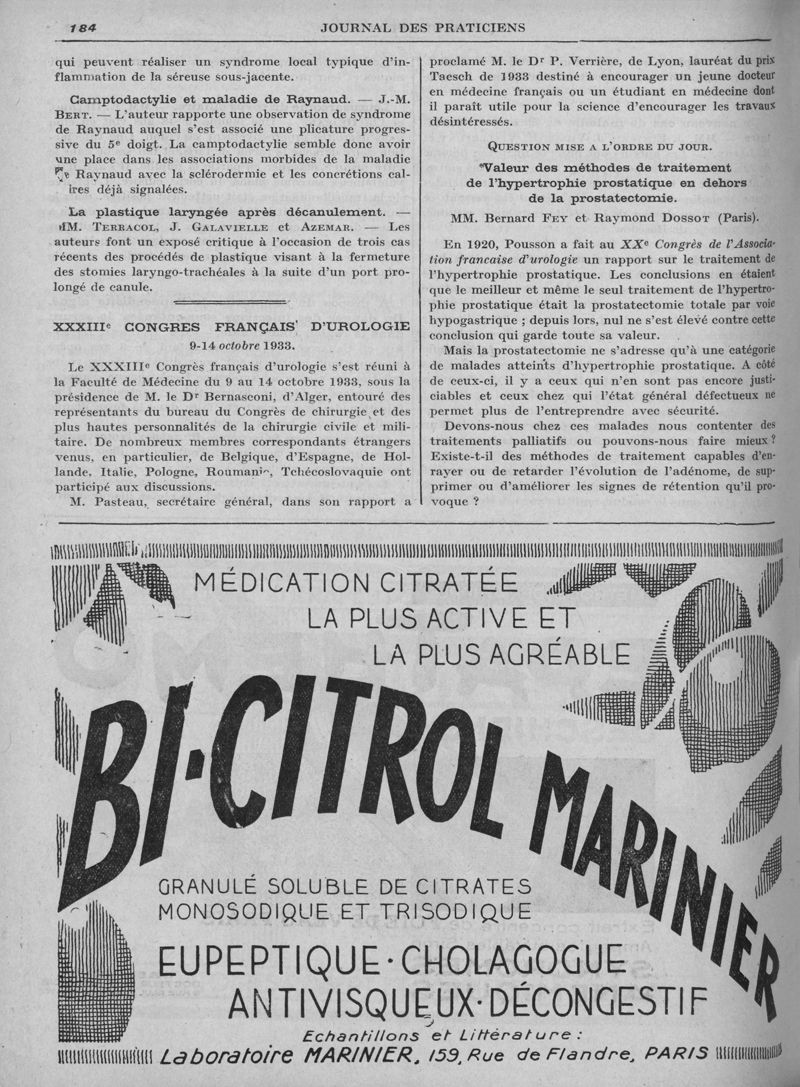 184
JOURNAL DES PRATICIENS
qui peuvent réaliser un syndrome local typique d'in-
flammation de la séreuse sous-jacente.
Camptodactylie et maladie de Raynaud. — J.-M.
BERT. — L'auteur rapporte une observation de syndrome
de Raynaud auquel s'est associé une plicature progres-
sive du 5e doigt. La camptodactylie semble donc avoir
une place dans les associations morbides de la maladie
Raynaud avec la sclérodermie et les concrétions cal-
ires déjà signalées.
La plastique laryngée après décanulement. —
MM. TERRACOL, J. GALAVIELLE et AZEMAR. — Les
auteurs font un exposé critique à l'occasion de trois cas
récents des procédés de plastique visant à la fermeture
des stomies laryngo-trachéales à la suite d'un port pro-
longé de canule.
XXXIIIe CONGRES FRANÇAIS D'UROLOGIE
9-14 octobre 1933.
Le XXXIIIe Congrès français d'urologie s'est réuni à
la Faculté de Médecine du 9 au 14 octobre 1933, sous la
présidence de M. le Dr Bernasconi, d'Alger, entouré des
représentants du bureau du Congrès de chirurgie et des
plus hautes personnalités de la chirurgie civile et mili-
taire. De nombreux membres correspondants étrangers
venus, en particulier, de Belgique, d'Espagne, de Hol-
lande, Italie, Pologne, Roumanie, Tchécoslovaquie ont
participé aux discussions.
M. Pasteau, secrétaire général, dans son rapport a
proclamé M. le Dr P. Verrière, de Lyon, lauréat du prix
Taesch de 1933 destiné à encourager un jeune docteur
en médecine français ou un étudiant en médecine dont
il paraît utile pour la science d'encourager les travaux
désintéressés.
QUESTION MISE A L'ORDRE DU JOUR.
Valeur des méthodes de traitement
de l'hypertrophie prostatique en dehors
de la prostatectomie.
MM. Bernard FEY et Raymond DOSSOT (Paris).
En 1920, Pousson a fait au XXe Congrès de l'Associa-
tion francaise d'urologie un rapport sur le traitement de
l'hypertrophie prostatique. Les conclusions en étaient
que le meilleur et même le seul traitement de l'hypertro-
phie prostatique était la prostatectomie totale par voie
hypogastrique ; depuis lors, nul ne s'est élevé contre cette
conclusion qui garde toute sa valeur.
Mais la prostatectomie ne s'adresse qu'à une catégorie
de malades atteints d'hypertrophie prostatique. A côté
de ceux-ci, il y a ceux qui n'en sont pas encore justi-
ciables et ceux chez qui l'état général défectueux ne
permet plus de l'entreprendre avec sécurité.
Devons-nous chez ces malades nous contenter des
traitements palliatifs ou pouvons-nous faire mieux ?
Existe-t-il des méthodes de traitement capables d'en-
rayer ou de retarder l'évolution de l'adénome, de sup-
primer ou d'améliorer les signes de rétention qu'il pro-
voque ?
MÉDICATION CITRATÉE
LA PLUS ACTIVE ET
LA PLUS AGRÉABLE
BI-CITROL MARINIER
GRANULÉ SOLUBLE DE CITRATES
MONOSODIQUE ET TRISODIQUE
EUPEPTIQUE · CHOLAGOGUE
ANTIVISQUEUX · DÉCONGESTIF
Echantillons et Littérature :
Laboratoire MARINIER, 159, Rue de Flandre, PARIS